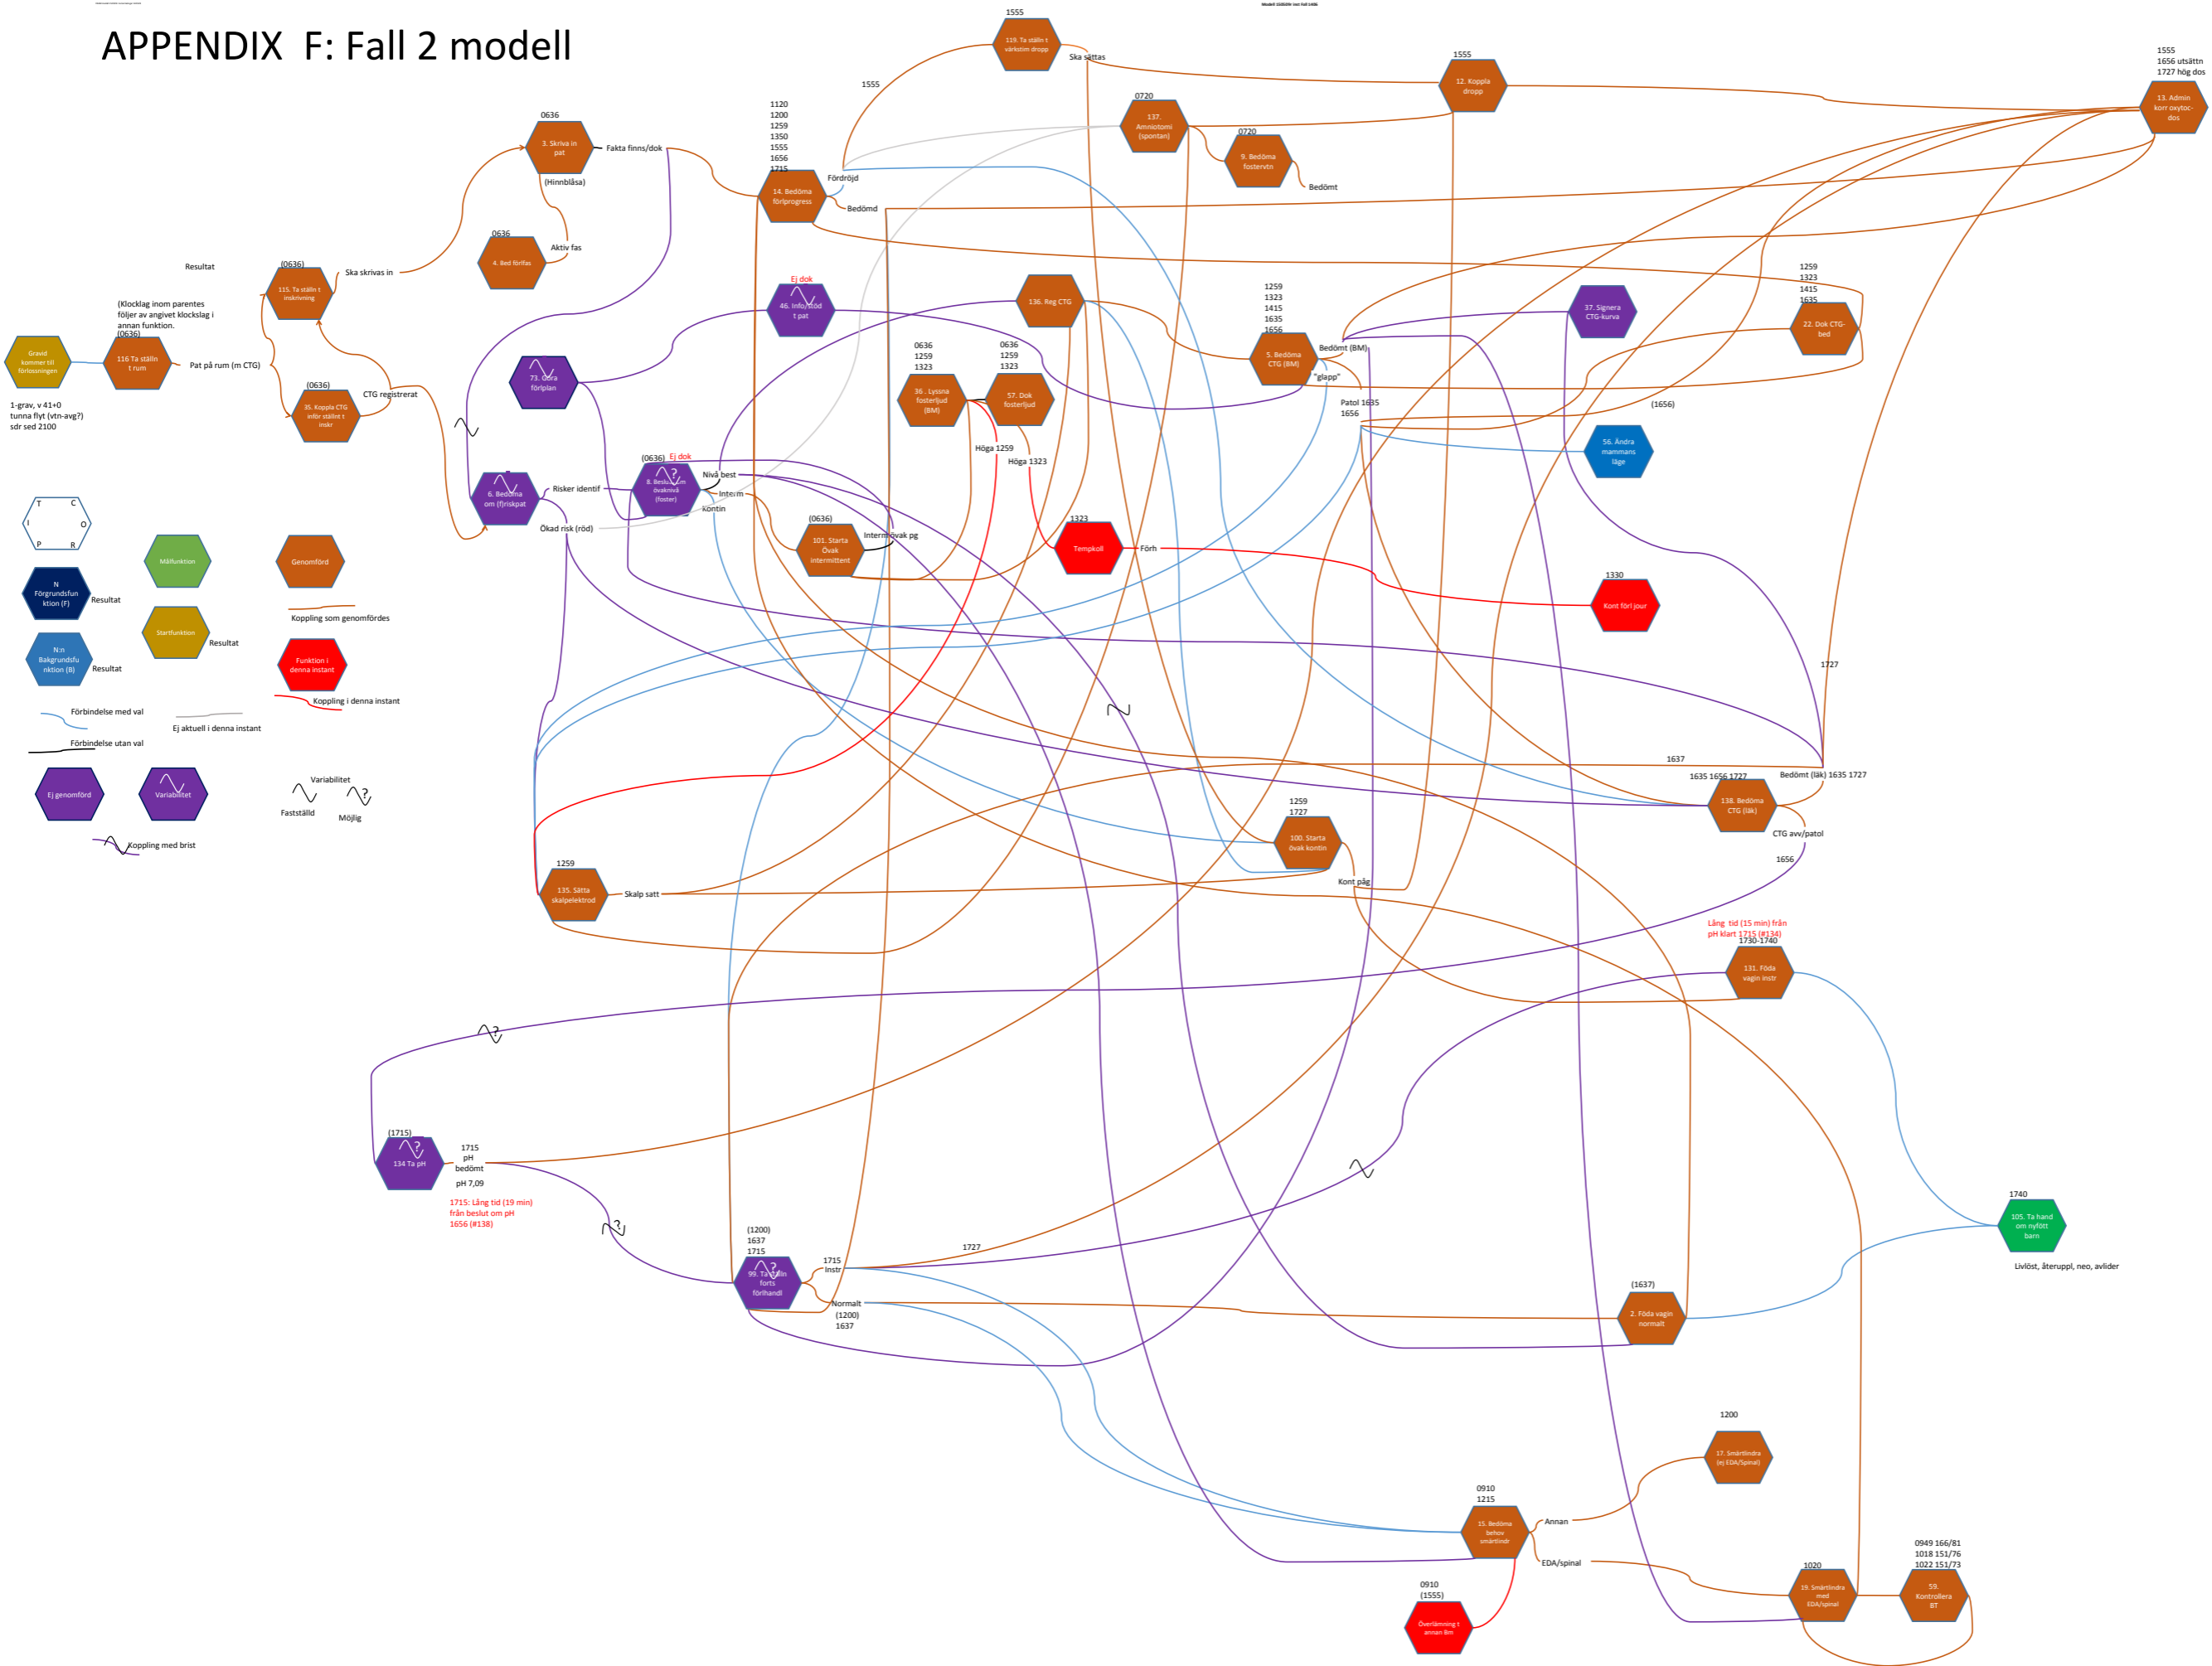 Modell 150505r ted Fall 1406
APPENDIX F: Fall 2 modell
1555
119. Ta ställn t
värkstim dropp
Ska sättas
1555
1555
12. Koppla
dropp
1555
1656 utsättn
1727 hög dos
13. Admin
korr oxytoc-
dos
0636
3. Skriva in
pat
Fakta finns/dok
(Hinnblåsa)
1120
1200
1259
1350
1555
1656
1715
14. Bedöma
förlprogress
Fördröjd
Bedömd
0720
137.
Amniotomi
(spontan)
0720
9. Bedöma
fostervtn
Bedömt
0636
4. Bed förlfas
Aktiv fas
Resultat
(0636)
115. Ta ställn t
inskrivning
Ska skrivas in
(Klocklag inom parentes
följer av angivet klockslag i
annan funktion.
(0636)
Gravid
kommer till
förlossningen
116 Ta ställn
t rum
Pat på rum (m CTG)
1-grav, v 41+0
tunna flyt (vtn-avg?)
sdr sed 2100
(0636)
35. Koppla CTG
inför ställnt t
inskr
CTG registrerat
Ej dok
46. Info/stöd
t pat
136. Reg CTG
1259
1323
1415
1635
1656
5. Bedöma
CTG (BM)
Bedömt (BM)
"glapp"
Patol 1635
1656
37. Signera
CTG-kurva
1259
1323
1415
1635
22. Dok CTG-
bed
(1656)
56. Ändra
mammans
läge
73. Göra
förlplan
0636
1259
1323
36 . Lyssna
fosterljud
(BM)
0636
1259
1323
57. Dok
fosterljud
Höga 1259
Höga 1323
6. Bedöma
om (f)riskpat
Risker identif
Ökad risk (röd)
(0636)
Ej dok
8. Beslut om
övaknivå
(foster)
Nivå best
Interm
Kontin
(0636)
101. Starta
Övak
intermittent
Interm övak pg
1323
Tempkoll
Förh
1330
Kont förl jour
T
C
I
O
P
R
Målfunktion
Genomförd
N
Förgrundsfun
ktion (F)
Resultat
Koppling som genomfördes
Startfunktion
Resultat
N:n
Bakgrundsfu
nktion (B)
Resultat
Funktion i
denna instant
Koppling i denna instant
Förbindelse med val
Ej aktuell i denna instant
Förbindelse utan val
Ej genomförd
Variabilitet
Variabilitet
Fastställd
?
Möjlig
Koppling med brist
1727
1637
1635 1656 1727
Bedömt (läk) 1635 1727
138. Bedöma
CTG (läk)
CTG avv/patol
1656
1259
1727
100. Starta
övak kontin
Kont påg
1259
135. Sätta
skalpelektrod
Skalp satt
Lång tid (15 min) från
pH klart 1715 (#134)
1730-1740
131. Föda
vagin instr
?
(1715)
?
134 Ta pH
1715
pH
bedömt
pH 7,09
1715: Lång tid (19 min)
från beslut om pH
1656 (#138)
?
(1200)
1637
1715
99. Ta ställn
forts
förlhandl
1715
Instr
1727
Normalt
(1200)
1637
1740
105. Ta hand
om nyfött
barn
Livlöst, återuppl, neo, avlider
(1637)
2. Föda vagin
normalt
1200
17. Smärtlindra
(ej EDA/Spinal)
0910
1215
15. Bedöma
behov
smärtlindr
Annan
EDA/spinal
0910
(1555)
Överlämning t
annan Bm
1020
19. Smärtlindra
med
EDA/spinal
0949 166/81
1018 151/76
1022 151/73
59.
Kontrollera
BT